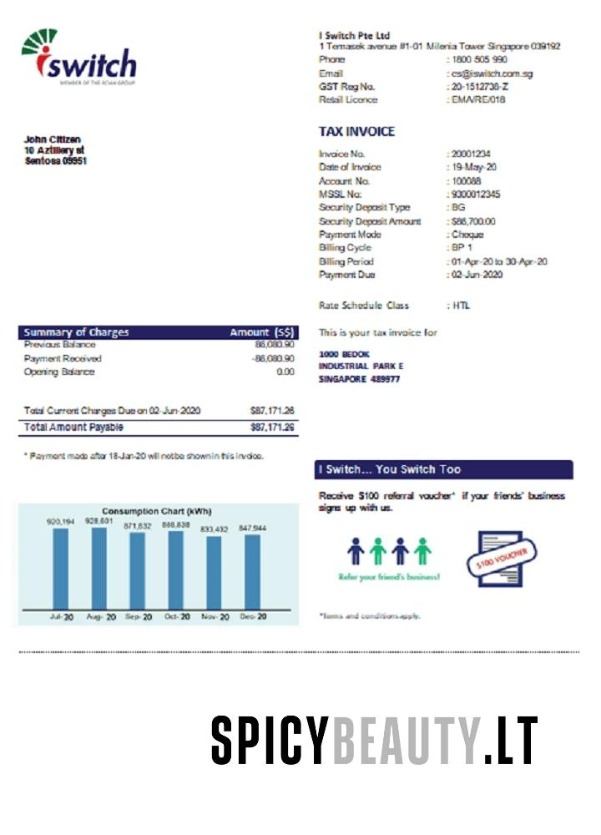 iswitch
MEMBER OF THE ROXAN GROUP
I Switch Pte Ltd
1 Temasek avenue #1-01 Milenia Tower Singapore 039192
Phone : 1800 505 990
Email : cs@iswitch.com.sg
GST Reg No. : 20-1512736-Z
Retail Licence : EMA/RE/018
John Citizen
10 Aztillery st
Sentosa 09951
TAX INVOICE
Invoice No. : 20001234
Date of Invoice : 19-May-20
Account No. : 100088
MSSL No: : 9300012345
Security Deposit Type : BG
Security Deposit Amount : $86,700.00
Payment Mode : Cheque
Billing Cycle : BP 1
Billing Period : 01-Apr-20 to 30-Apr-20
Payment Due : 02-Jun-2020
Rate Schedule Class : HTL
This is your tax invoice for
1000 BEDOK
INDUSTRIAL PARK E
SINGAPORE 489977
Summary of Charges Amount (S$)
Previous Balance 86,080.90
Payment Received -86,080.90
Opening Balance 0.00
Total Current Charges Due on 02-Jun-2020 $87,171.26
Total Amount Payable $87,171.26
* Payment made after 18-Jan-20 will not be shown in this invoice.
I Switch... You Switch Too
Receive $100 referral voucher* if your friends' business
signs up with us.
Refer your friend's business!
$100 VOUCHER
*Terms and conditions apply.
Consumption Chart (kWh)
920,194 928,601 871,632 888,838 833,432 847,944
Jul-20 Aug-20 Sep-20 Oct-20 Nov-20 Dec-20
SPICYBEAUTY.LT